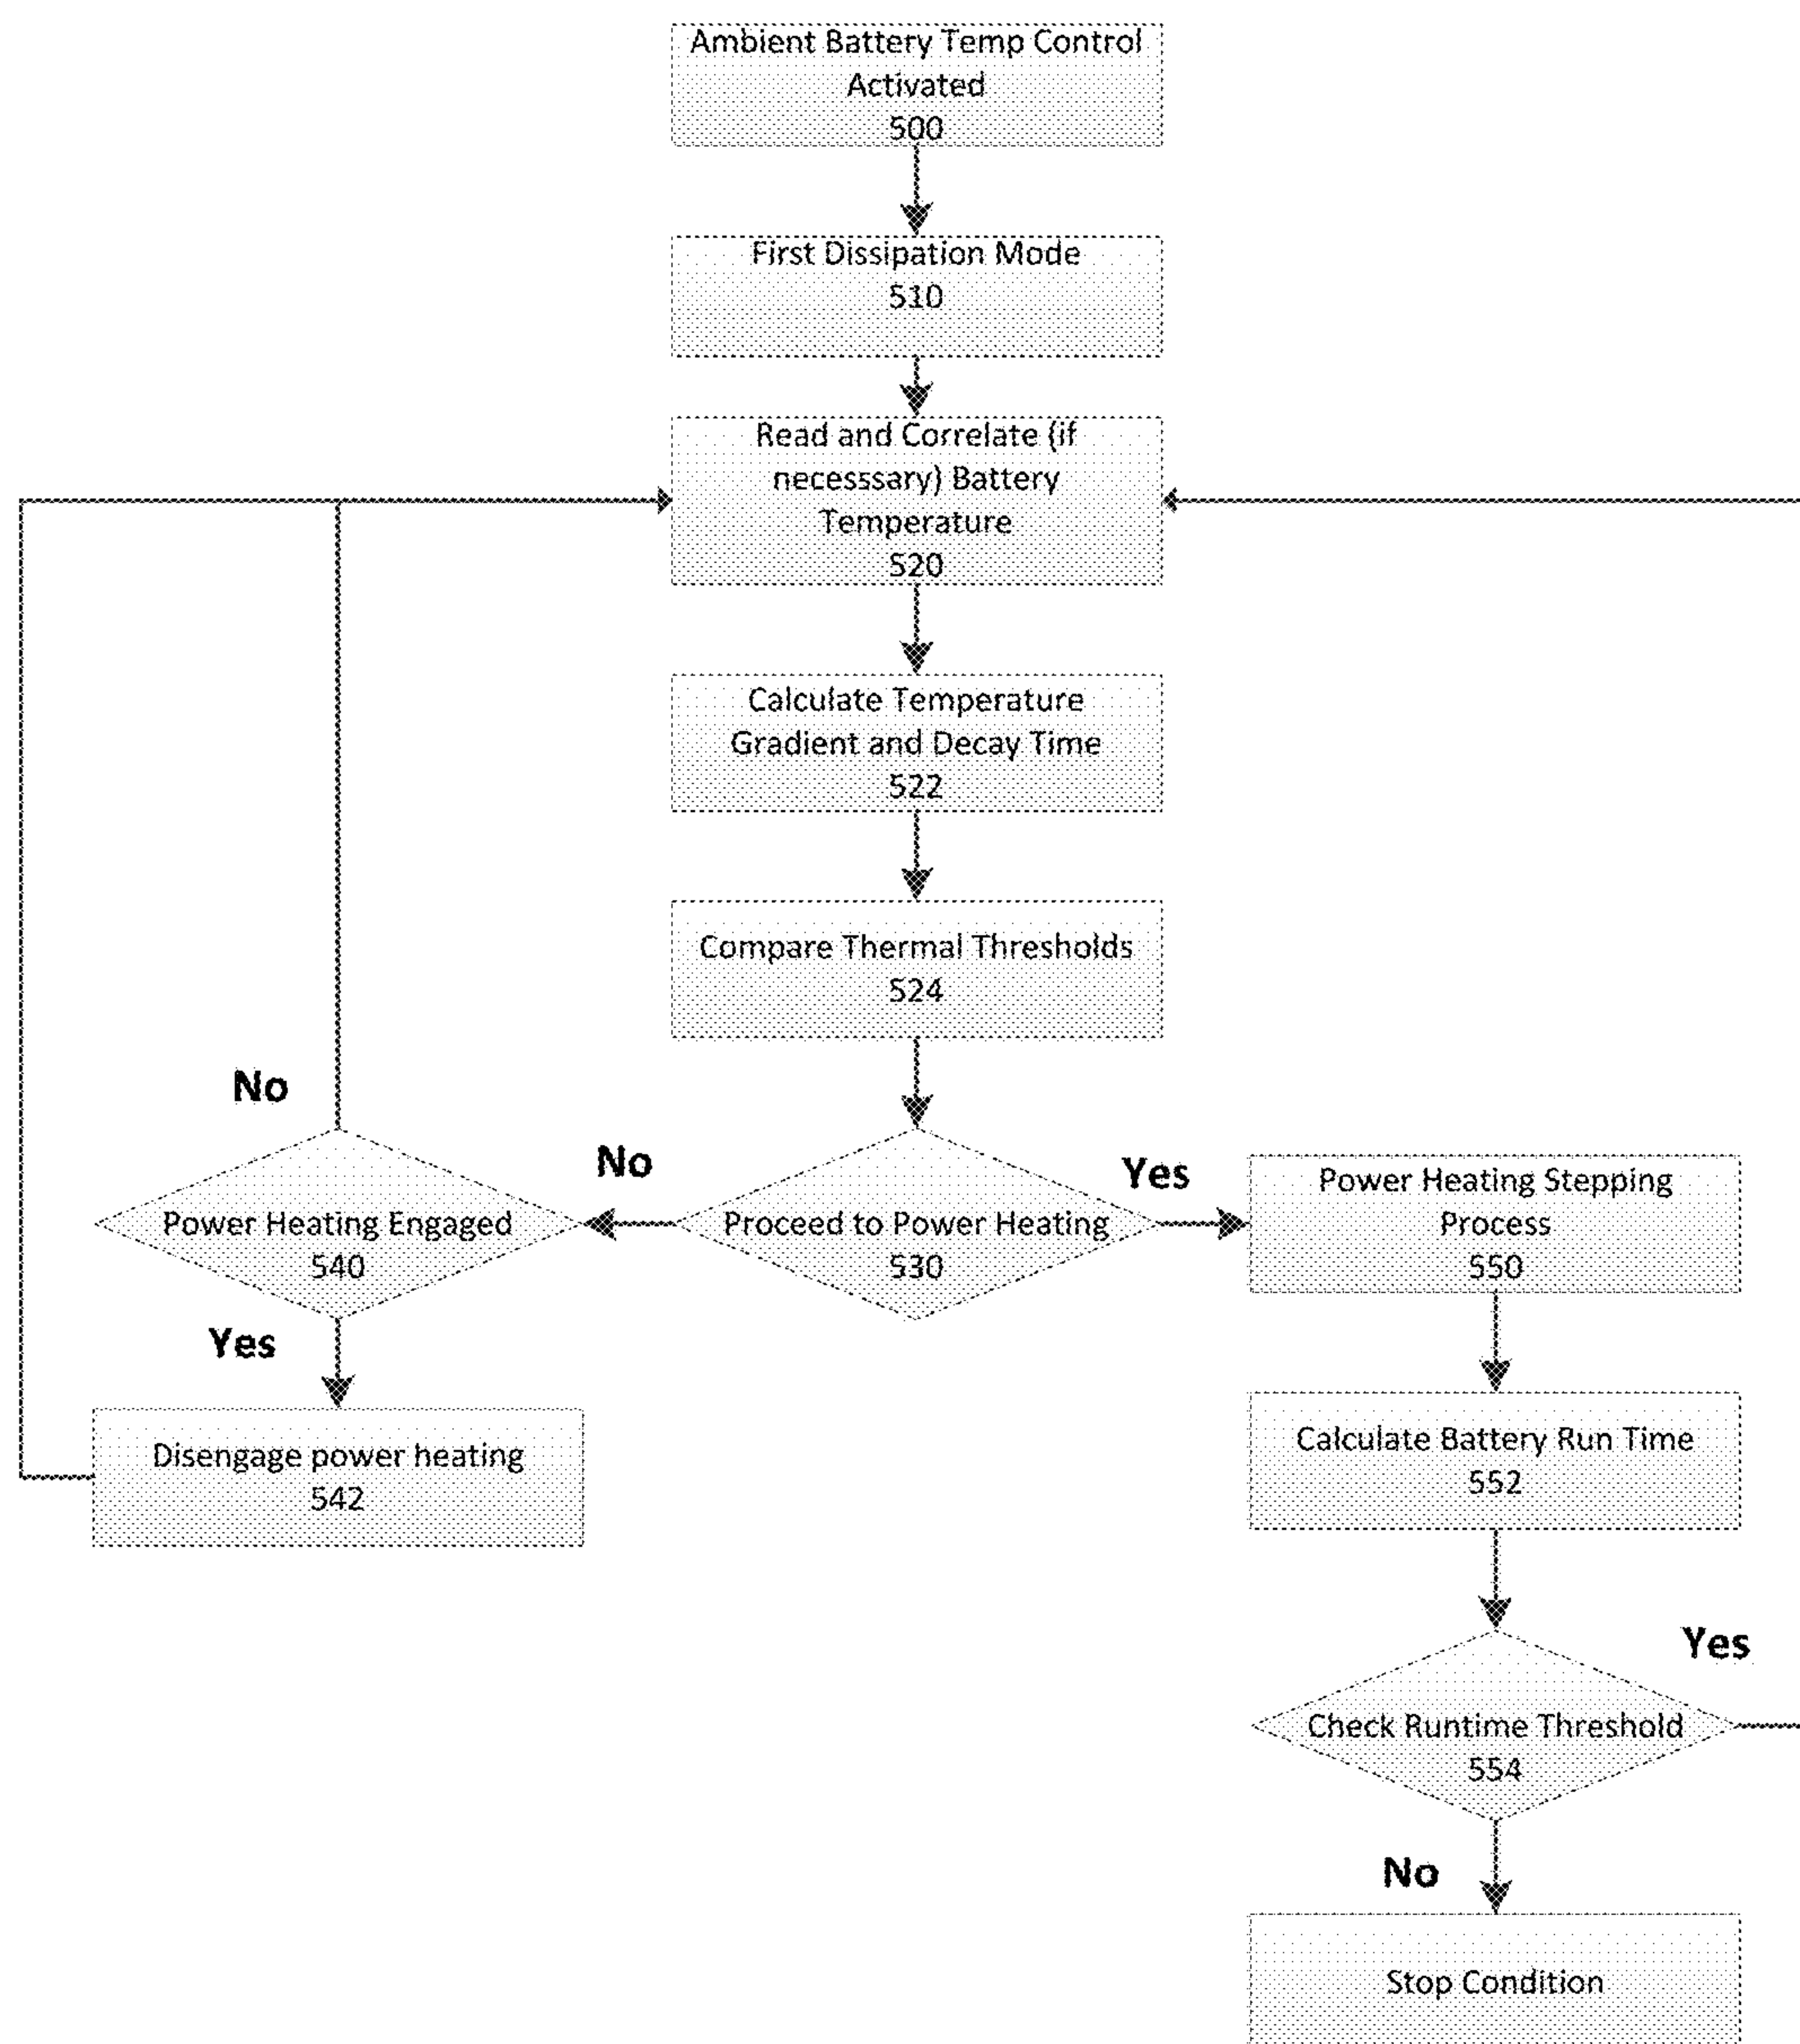 Ambient Battery Temp Control
Activated
500
First Dissipation Mode
510
Read and Correlate (if
necesssary) Battery
Temperature
520
Calculate Temperature
Gradient and Decay Time
522
Compare Thermal Thresholds
524
No
No
Yes
Power Heating Engaged
540
Proceed to Power Heating
530
Power Heating Stepping
Process
550
Yes
Disengage power heating
542
Calculate Battery Run Time
552
Yes
Check Runtime Threshold
554
No
Stop Condition